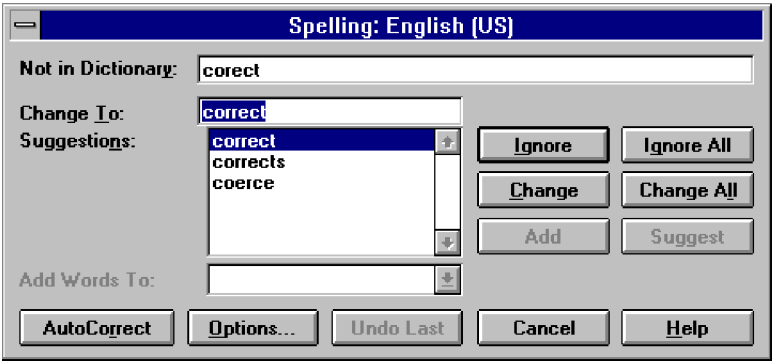 Spelling: English (US)
Not in Dictionary: corect
Change To: correct
Suggestions: correct
corrects
coerce
Ignore Ignore All
Change Change All
Add Suggest
Add Words To:
AutoCorrect Options... Undo Last Cancel Help